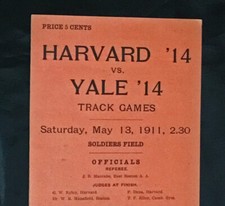 PRICE 5 CENTS
HARVARD '14
VS.
YALE '14
TRACK GAMES
Saturday, May 13, 1911, 2.30
SOLDIERS FIELD
OFFICIALS
REFEREE
JUDGES AT FINISH
Harvard